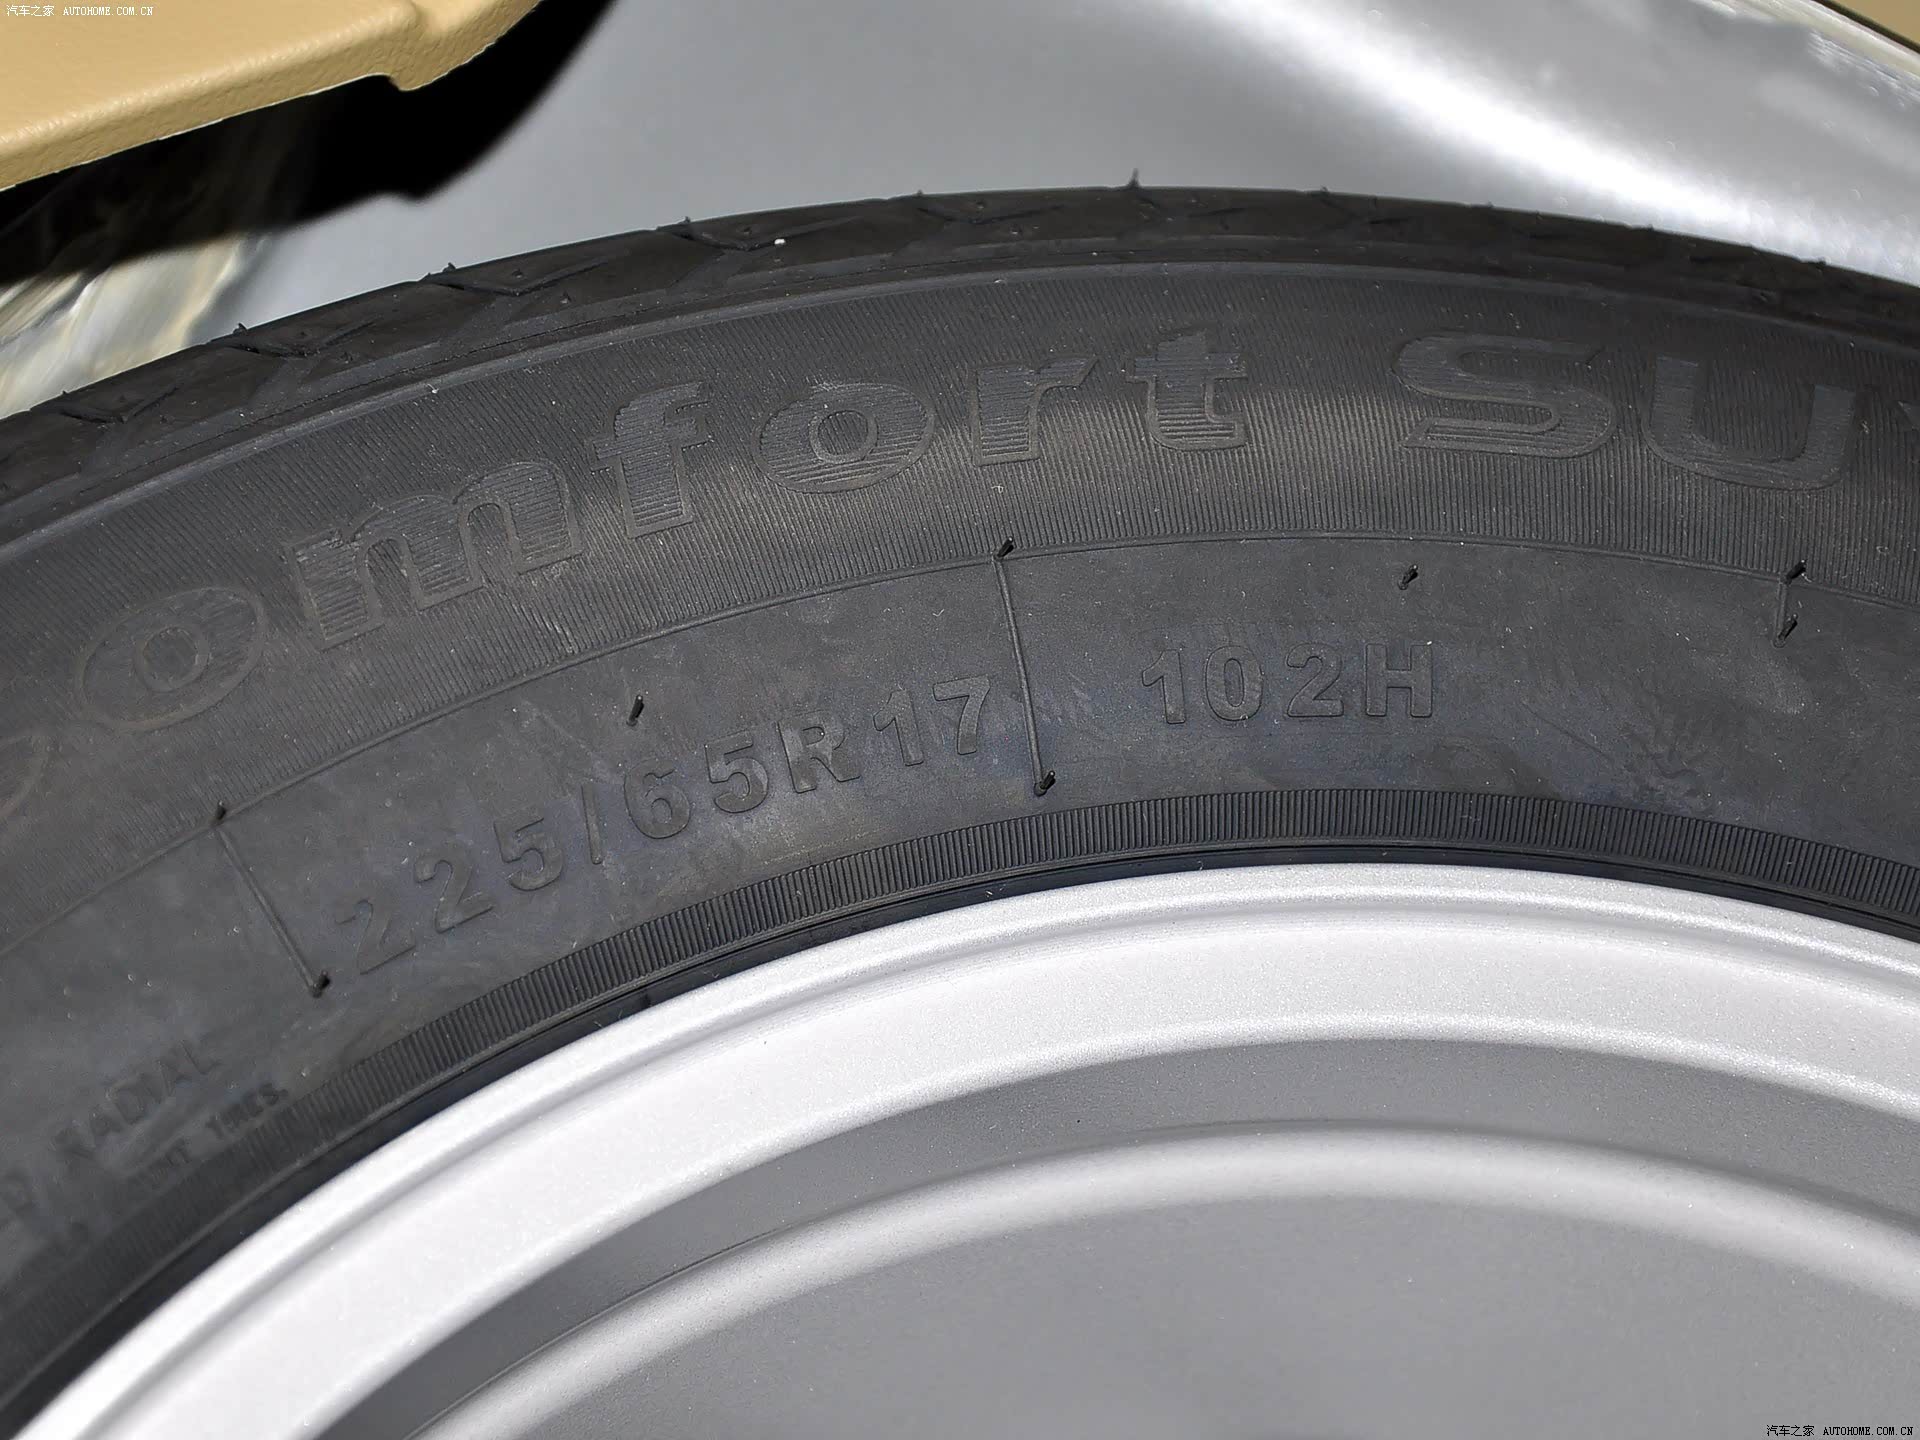 汽车之家 AUTOHOME.COM.CN
omfort SU
225/65R17 102H
RADIAL
汽车之家 AUTOHOME.COM.CN